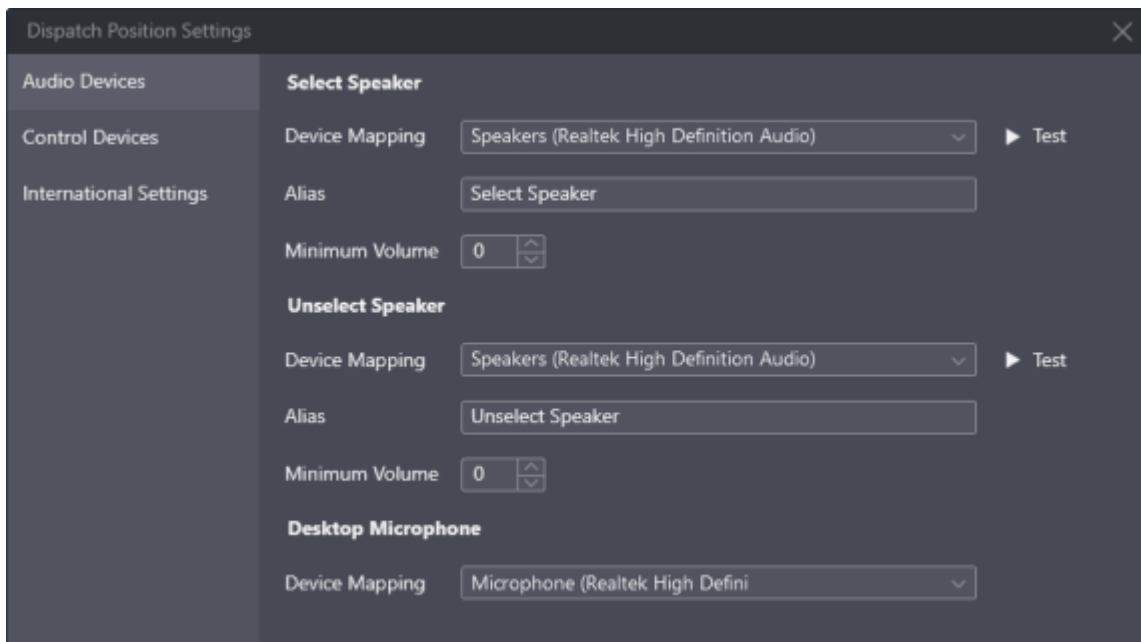 Dispatch Position Settings
Audio Devices
Control Devices
International Settings
Select Speaker
Device Mapping Speakers (Realtek High Definition Audio) Test
Alias Select Speaker
Minimum Volume 0
Unselect Speaker
Device Mapping Speakers (Realtek High Definition Audio) Test
Alias Unselect Speaker
Minimum Volume 0
Desktop Microphone
Device Mapping Microphone (Realtek High Defini